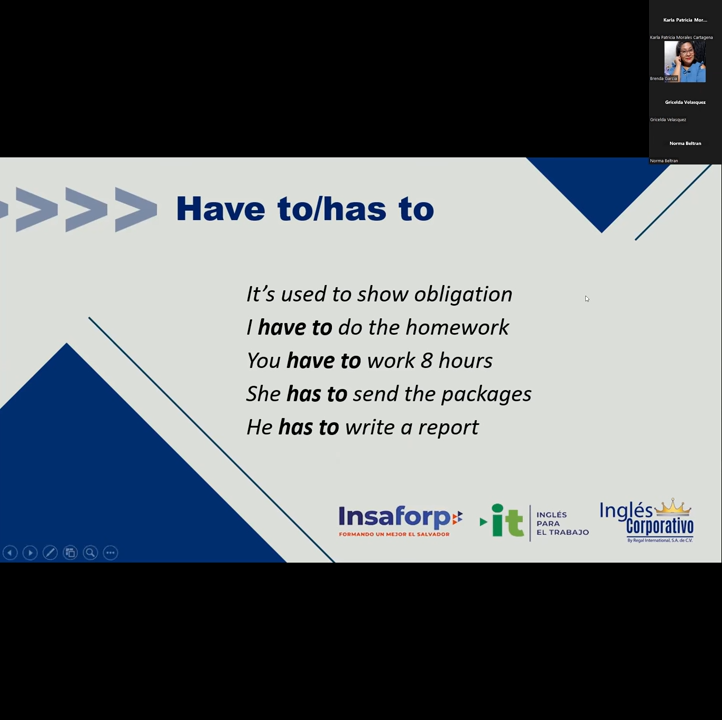 Karla Patricia Mor...
Karla Patricia Morales Cartagena
Brenda Garcia
Gricelda Velasquez
Gricelda Velasquez
Norma Beltran
Norma Beltran
>>>> Have to/has to
It's used to show obligation
I have to do the homework
You have to work 8 hours
She has to send the packages
He has to write a report
Insaforp
FORMANDO UN MEJOR EL SALVADOR
it
INGLÉS
PARA
EL TRABAJO
Inglés
Corporativo
By Regal International, S.A. de C.V.